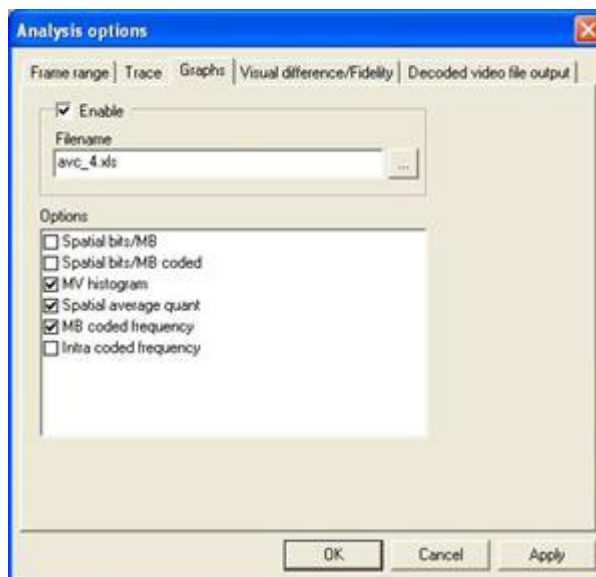 Analysis options
Frame range Trace Graphs Visual difference/Fidelity Decoded video file output
Enable
Filename
avc_4.xls
...
Options
Spatial bits/MB
Spatial bits/MB coded
MV histogram
Spatial average quant
MB coded frequency
Intra coded frequency
OK Cancel Apply